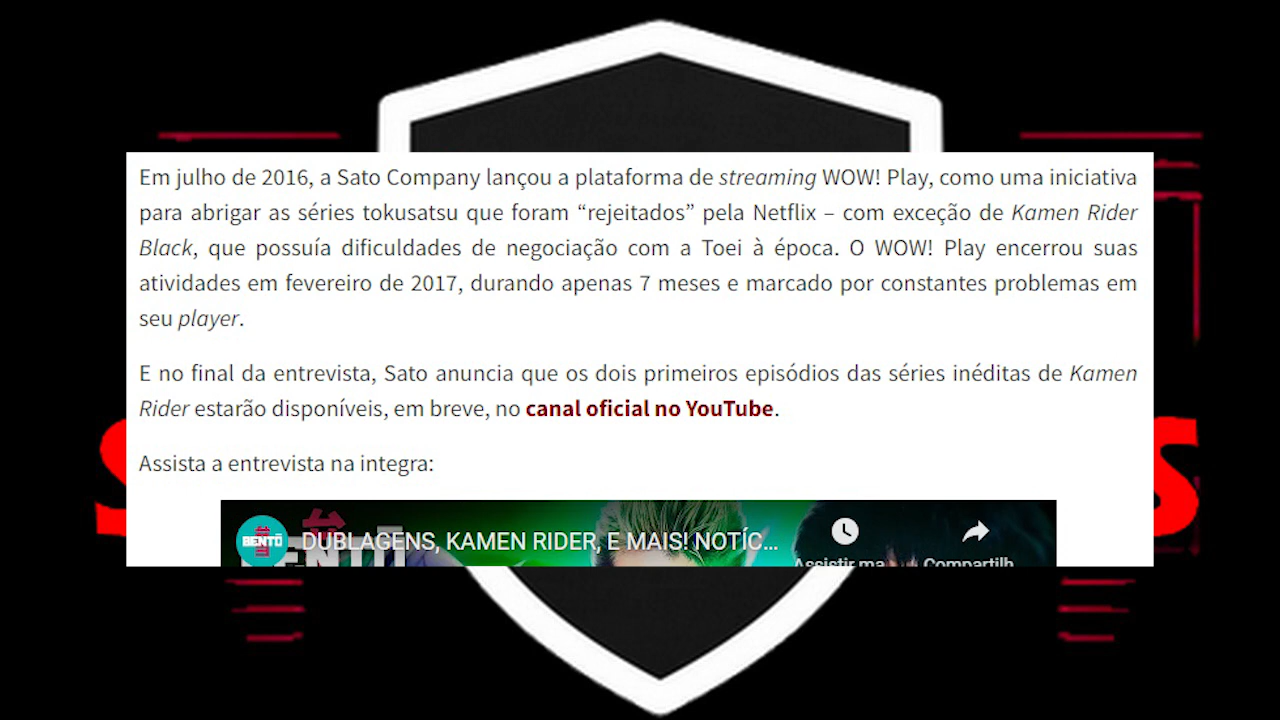 Em julho de 2016, a Sato Company lançou a plataforma de streaming WOW! Play, como uma iniciativa
para abrigar as séries tokusatsu que foram “rejeitados” pela Netflix – com exceção de Kamen Rider
Black, que possuía dificuldades de negociação com a Toei à época. O WOW! Play encerrou suas
atividades em fevereiro de 2017, durando apenas 7 meses e marcado por constantes problemas em
seu player.
E no final da entrevista, Sato anuncia que os dois primeiros episódios das séries inéditas de Kamen
Rider estarão disponíveis, em breve, no canal oficial no YouTube.
Assista a entrevista na integra:
BENTŌ DUBLAGENS, KAMEN RIDER, E MAIS! NOTÍC...
Assistir ma Compartilh